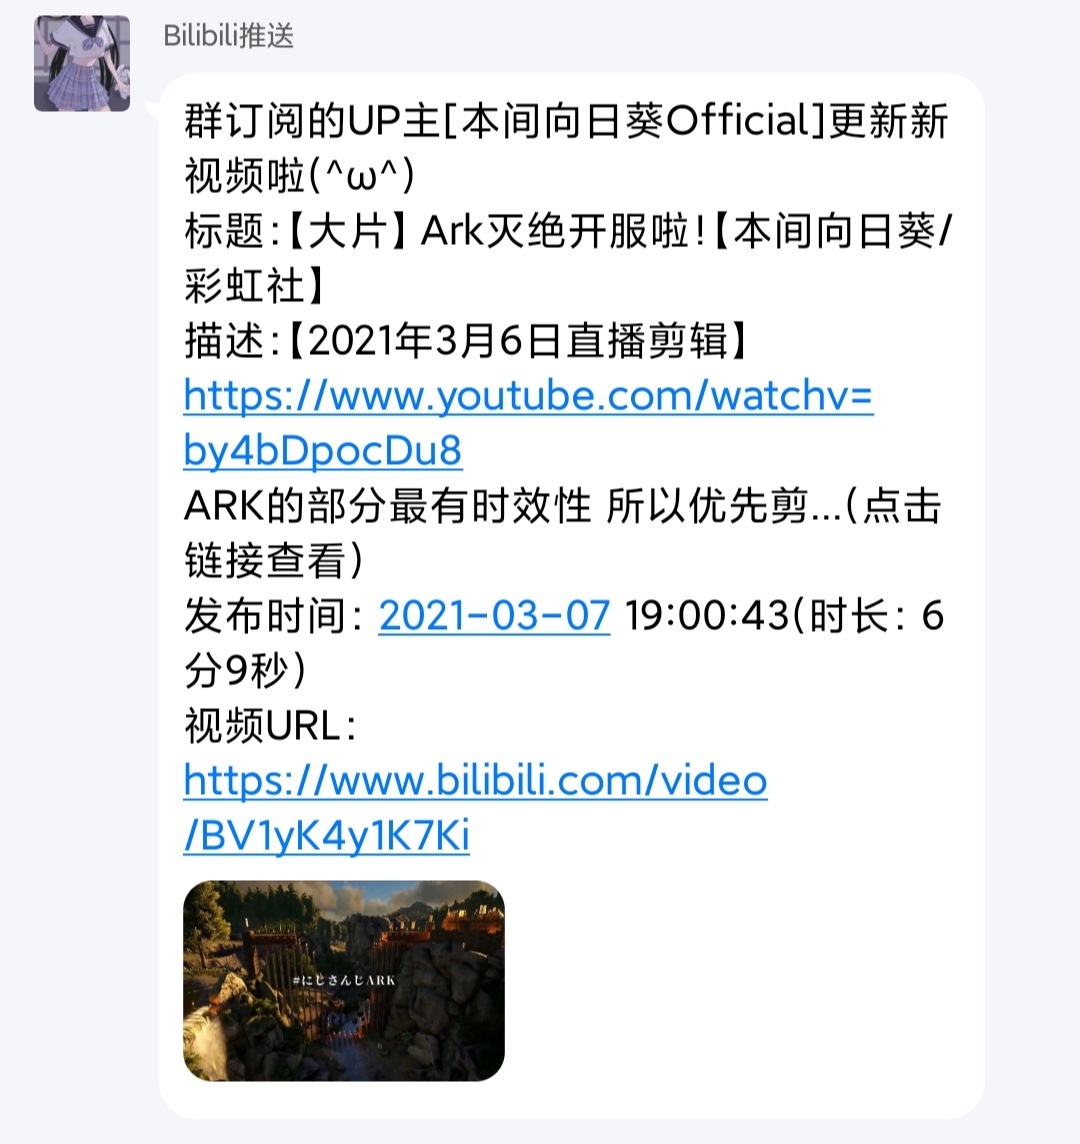 Bilibili推送
群订阅的UP主[本间向日葵Official]更新新
视频啦(^ω^)
标题:【大片】Ark灭绝开服啦!【本间向日葵/
彩虹社】
描述:【2021年3月6日直播剪辑】
https://www.youtube.com/watchv=
by4bDpocDu8
ARK的部分最有时效性 所以优先剪...(点击
链接查看)
发布时间: 2021-03-07 19:00:43(时长: 6
分9秒)
视频URL:
https://www.bilibili.com/video
/BV1yK4y1K7Ki
#にじさんじARK